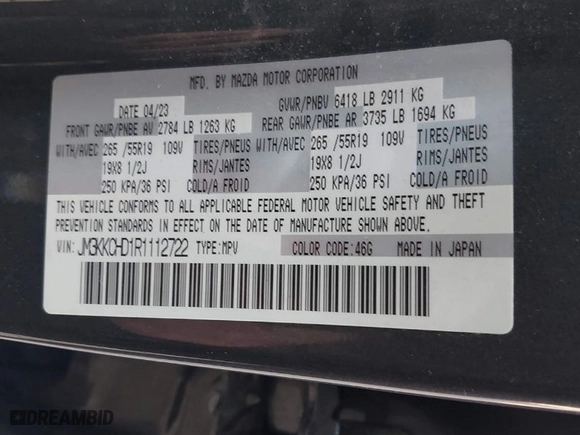 MFD. BY MAZDA MOTOR CORPORATION
DATE 04/23 GVWR/PNBV 6418 LB 2911 KG
FRONT GAWR/PNBE AV 2784 LB 1263 KG REAR GAWR/PNBE AR 3735 LB 1694 KG
WITH/AVEC 265 /55R19 109V TIRES/PNEUS WITH/AVEC 265 /55R19 109V TIRES/PNEUS
19X8 1/2J RIMS/JANTES 19X8 1/2J RIMS/JANTES
250 KPA/36 PSI COLD/A FROID 250 KPA/36 PSI COLD/A FROID
THIS VEHICLE CONFORMS TO ALL APPLICABLE FEDERAL MOTOR VEHICLE SAFETY AND THEFT
PREVENTION STANDARDS IN EFFECT ON THE DATE OF MANUFACTURE SHOWN ABOVE.
VIN: JM3KKCHD1R1112722 TYPE: MPV COLOR CODE: 46G MADE IN JAPAN
DREAMBID